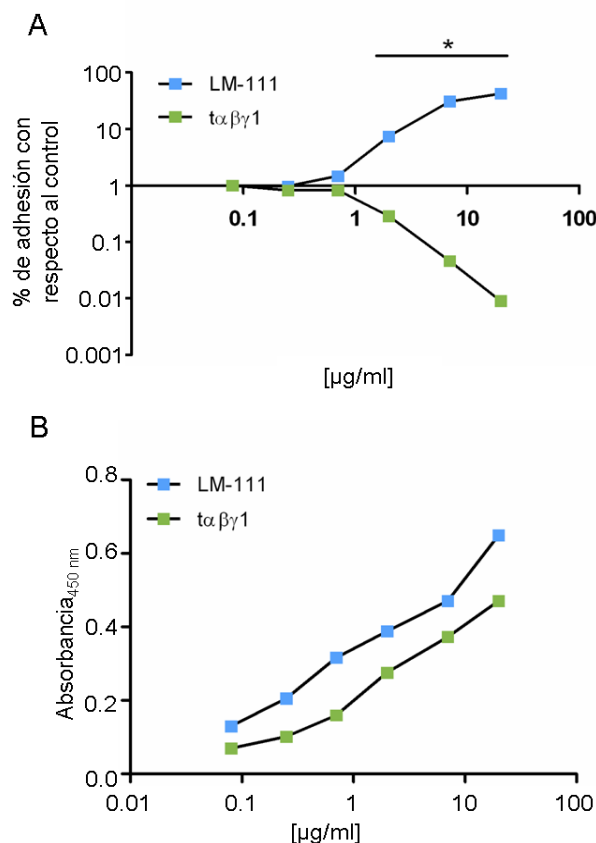 A
*
LM-111
tαβγ1
% de adhesión con
respecto al control
100
10
1
0.1
0.01
0.001
0.1 1 10 100
[µg/ml]
B
LM-111
tαβγ1
Absorbancia450 nm
0.8
0.6
0.4
0.2
0.0
0.01 0.1 1 10 100
[µg/ml]